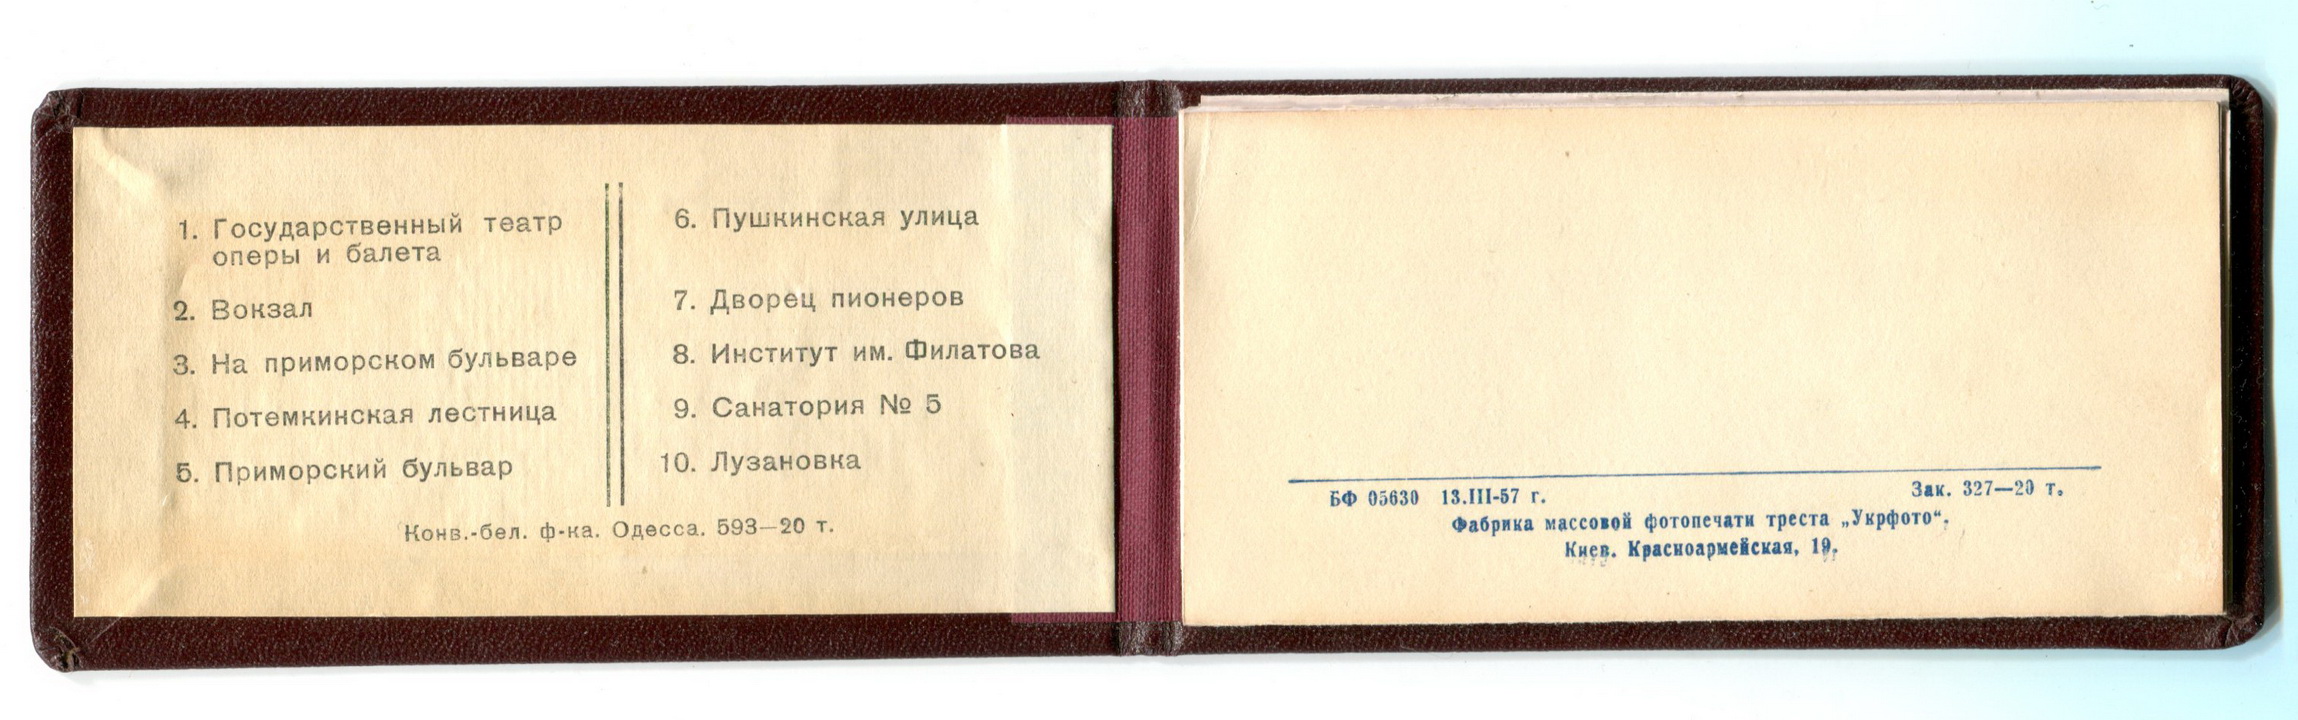 1. Государственный театр
оперы и балета
2. Вокзал
3. На приморском бульваре
4. Потемкинская лестница
5. Приморский бульвар
6. Пушкинская улица
7. Дворец пионеров
8. Институт им. Филатова
9. Санатория № 5
10. Лузановка
Конв.-бел. ф-ка. Одесса. 593—20 т.
БФ 05630 13.III-57 г. Зак. 327—20 т.
Фабрика массовой фотопечати треста „Укрфото“.
Киев. Красноармейская, 19.